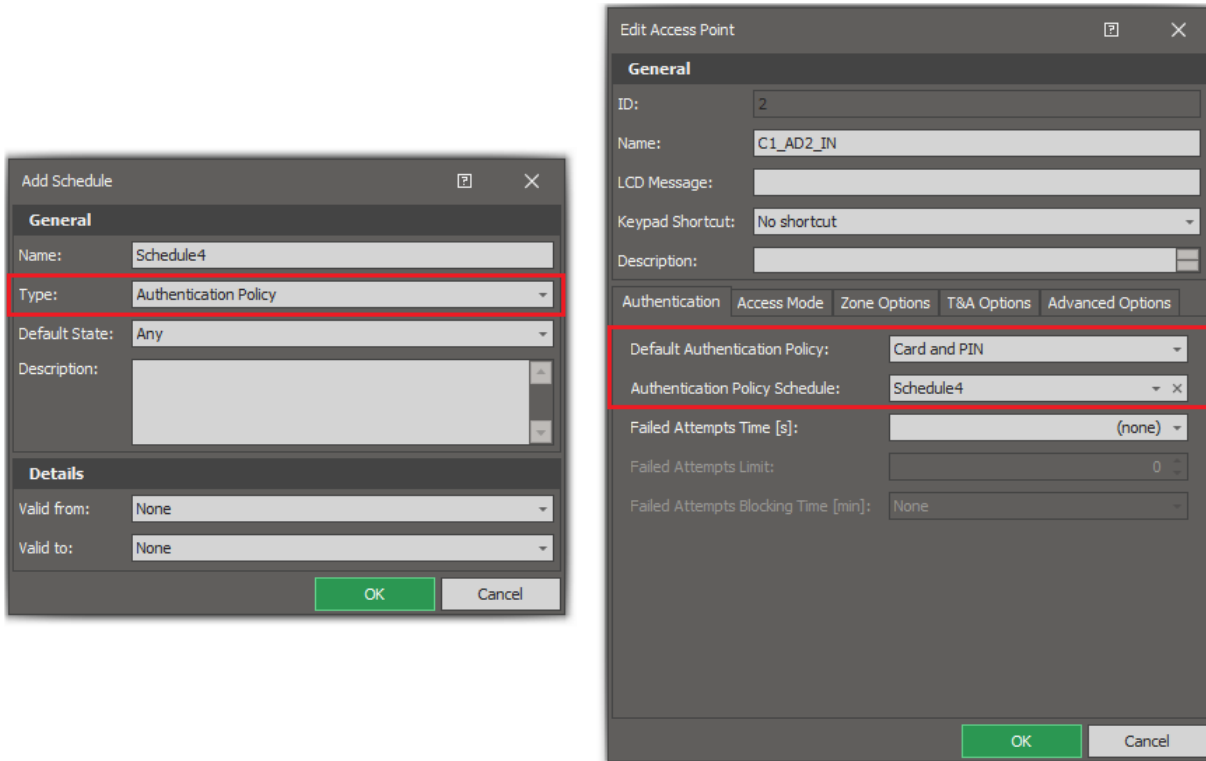 Add Schedule
General
Name: Schedule4
Type: Authentication Policy
Default State: Any
Description:
Details
Valid from: None
Valid to: None
OK Cancel
Edit Access Point
General
ID: 2
Name: C1_AD2_IN
LCD Message:
Keypad Shortcut: No shortcut
Description:
Authentication Access Mode Zone Options T&A Options Advanced Options
Default Authentication Policy: Card and PIN
Authentication Policy Schedule: Schedule4
Failed Attempts Time [s]: (none)
Failed Attempts Limit: 0
Failed Attempts Blocking Time [min]: None
OK Cancel